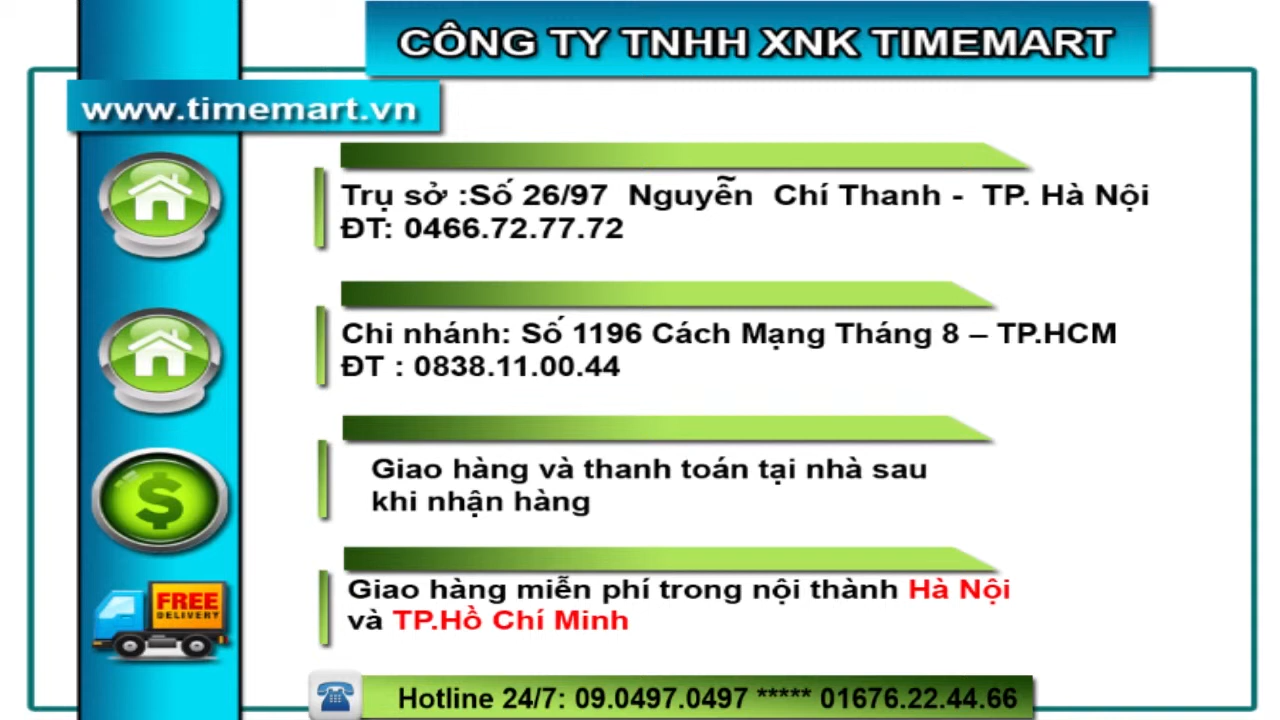 CÔNG TY TNHH XNK TIMEMART
www.timemart.vn
Trụ sở :Số 26/97 Nguyễn Chí Thanh - TP. Hà Nội
ĐT: 0466.72.77.72
Chi nhánh: Số 1196 Cách Mạng Tháng 8 – TP.HCM
ĐT : 0838.11.00.44
Giao hàng và thanh toán tại nhà sau
khi nhận hàng
FREE
DELIVERY
Giao hàng miễn phí trong nội thành Hà Nội
và TP.Hồ Chí Minh
Hotline 24/7: 09.0497.0497 ***** 01676.22.44.66